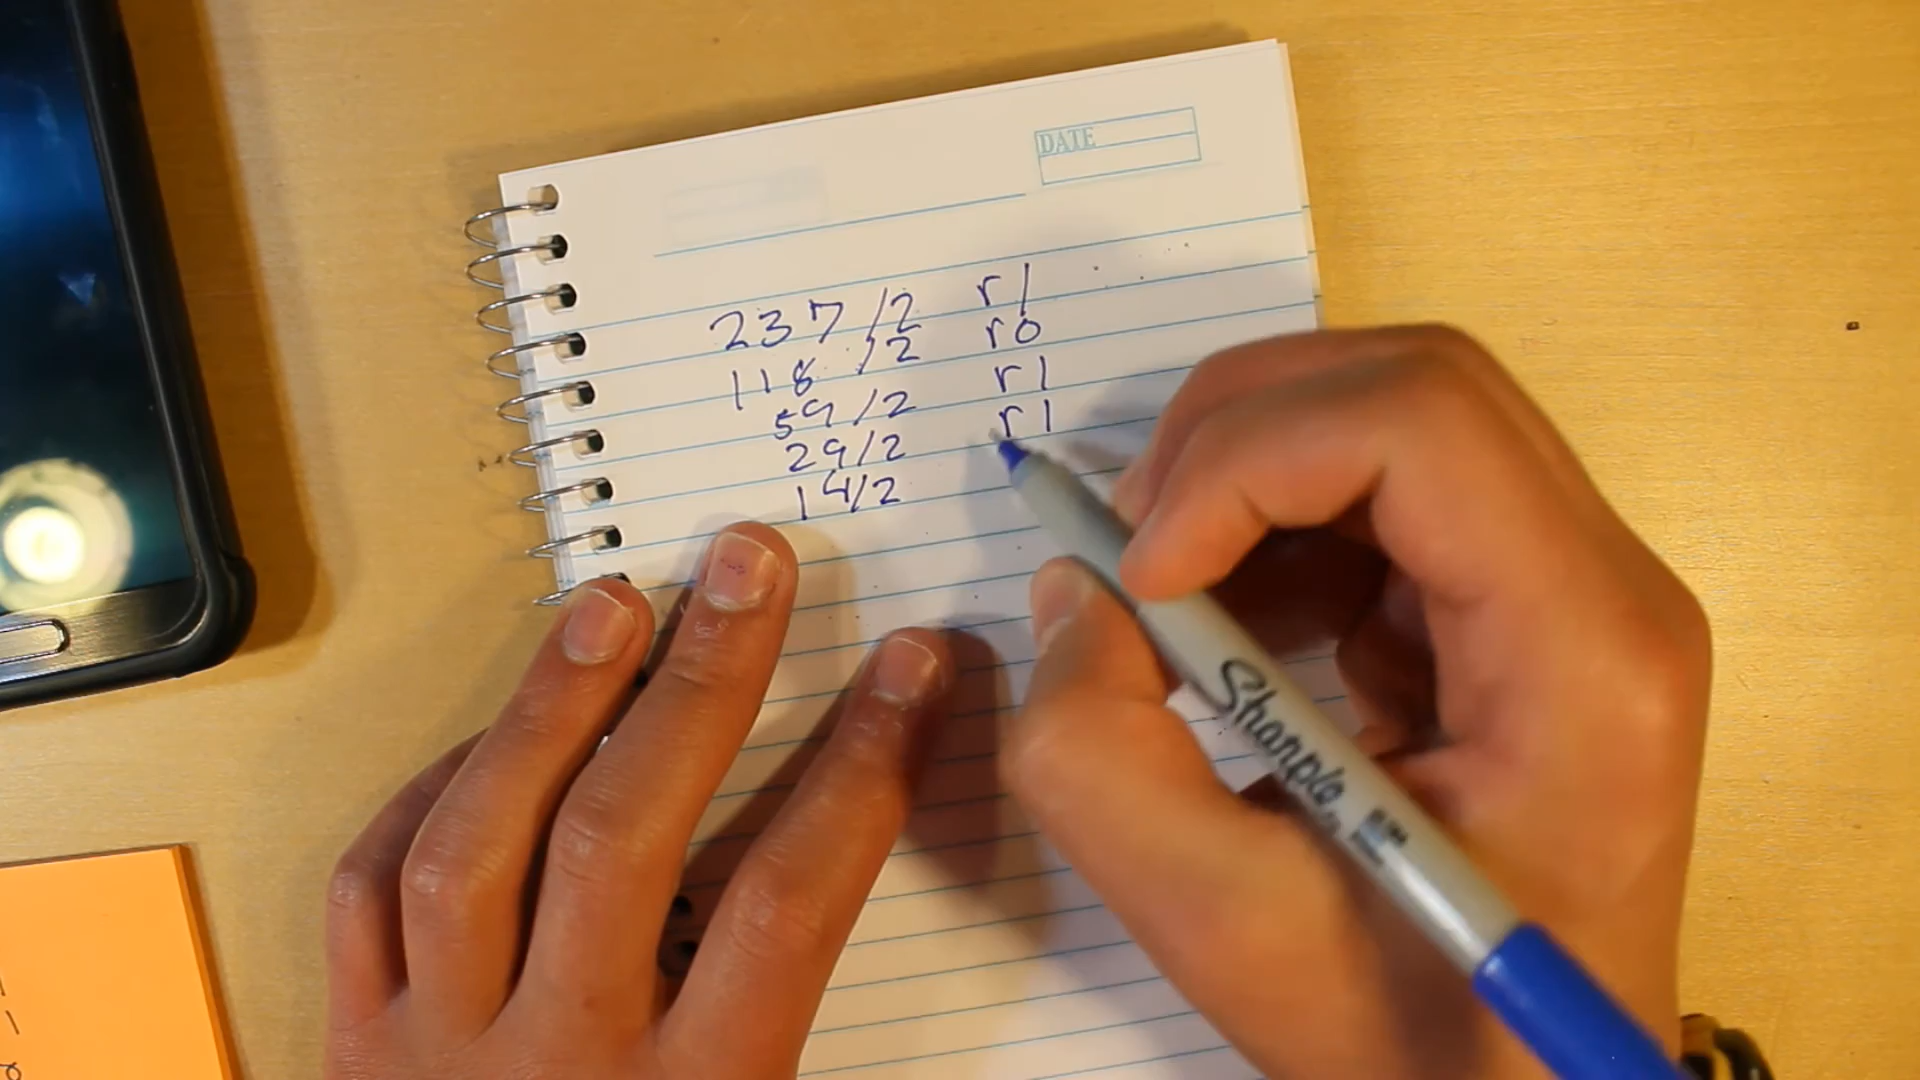 DATE
237/2 r1
118/2 r0
59/2 r1
29/2 r1
14/2
Sharpie